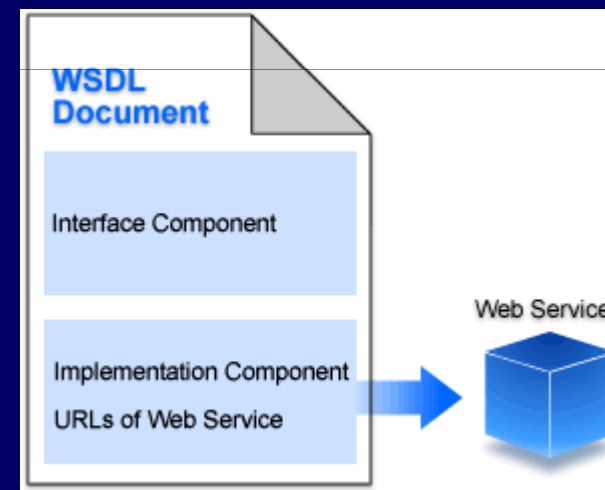 WSDL
Document
Interface Component
Web Service
Implementation Component
URLs of Web Service